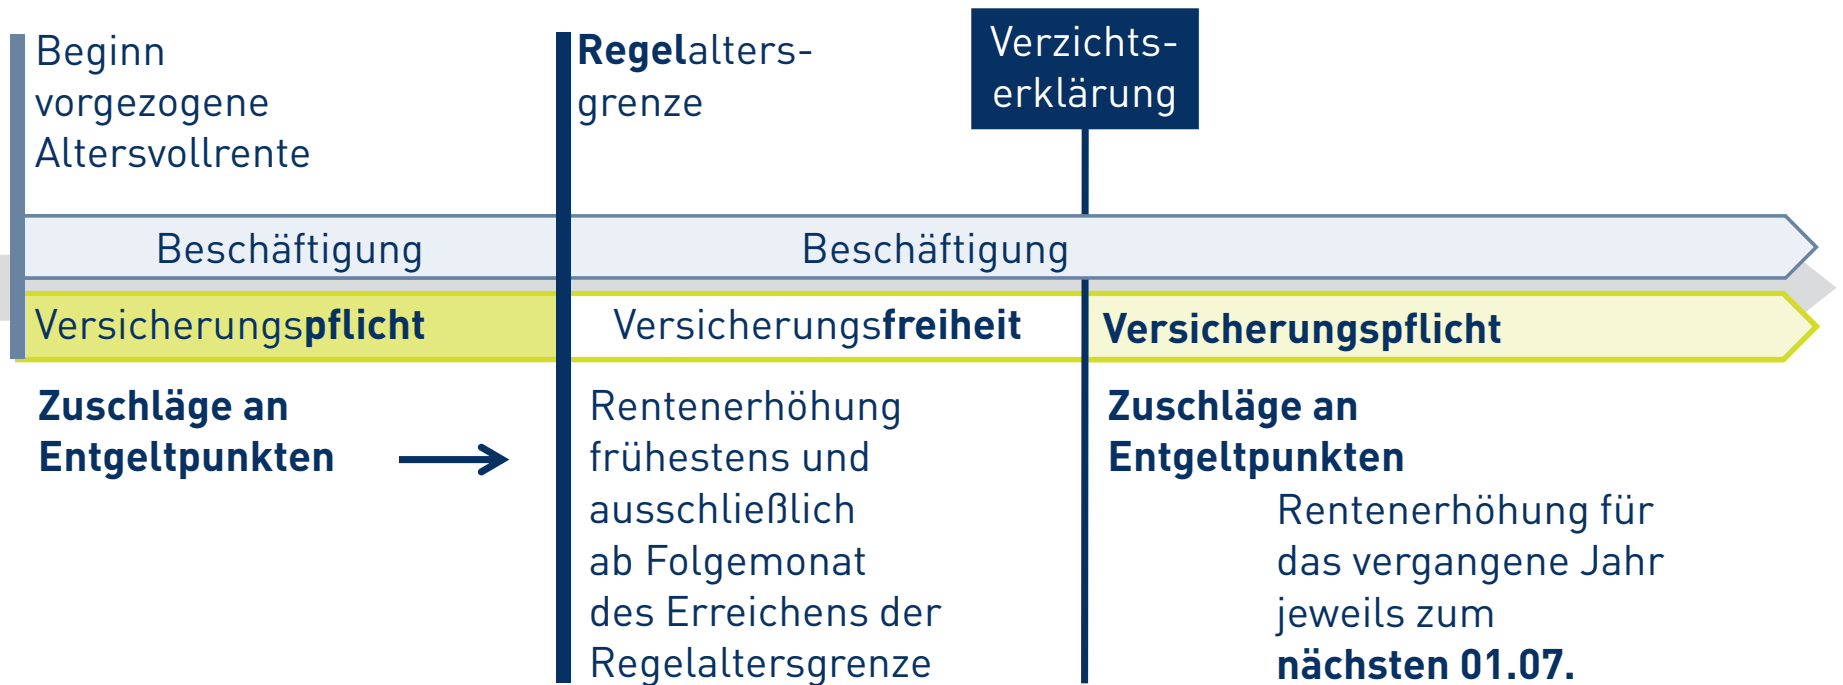 Beginn
vorgezogene
Altersvollrente
Regelalters-
grenze
Verzichts-
erklärung
Beschäftigung
Beschäftigung
Versicherungspflicht
Versicherungsfreiheit
Versicherungspflicht
Zuschläge an
Entgeltpunkten
Rentenerhöhung
frühestens und
ausschließlich
ab Folgemonat
des Erreichens der
Regelaltersgrenze
Zuschläge an
Entgeltpunkten
Rentenerhöhung für
das vergangene Jahr
jeweils zum
nächsten 01.07.